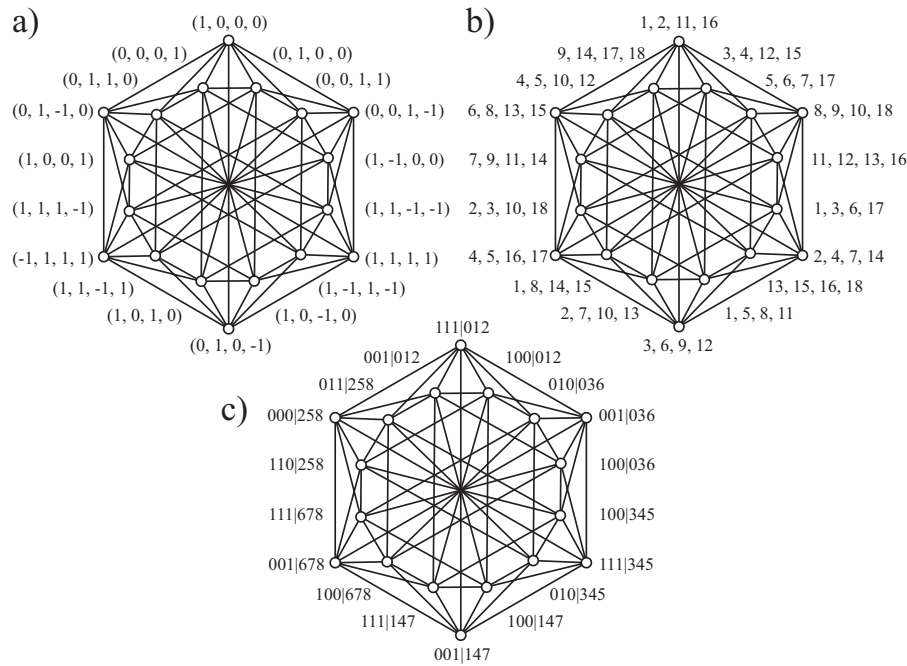 a)
(1, 0, 0, 0)
(0, 0, 0, 1)
(0, 1, 0, 0)
(0, 1, 1, 0)
(0, 0, 1, 1)
(0, 1, -1, 0)
(0, 0, 1, -1)
(1, 0, 0, 1)
(1, -1, 0, 0)
(1, 1, 1, -1)
(1, 1, -1, -1)
(-1, 1, 1, 1)
(1, 1, 1, 1)
(1, 1, -1, 1)
(1, -1, 1, -1)
(1, 0, 1, 0)
(1, 0, -1, 0)
(0, 1, 0, -1)
b)
1, 2, 11, 16
9, 14, 17, 18
3, 4, 12, 15
4, 5, 10, 12
5, 6, 7, 17
6, 8, 13, 15
8, 9, 10, 18
7, 9, 11, 14
11, 12, 13, 16
2, 3, 10, 18
1, 3, 6, 17
4, 5, 16, 17
2, 4, 7, 14
1, 8, 14, 15
13, 15, 16, 18
2, 7, 10, 13
1, 5, 8, 11
3, 6, 9, 12
c)
111|012
001|012
100|012
011|258
010|036
000|258
001|036
110|258
100|036
111|678
100|345
001|678
111|345
100|678
010|345
111|147
100|147
001|147